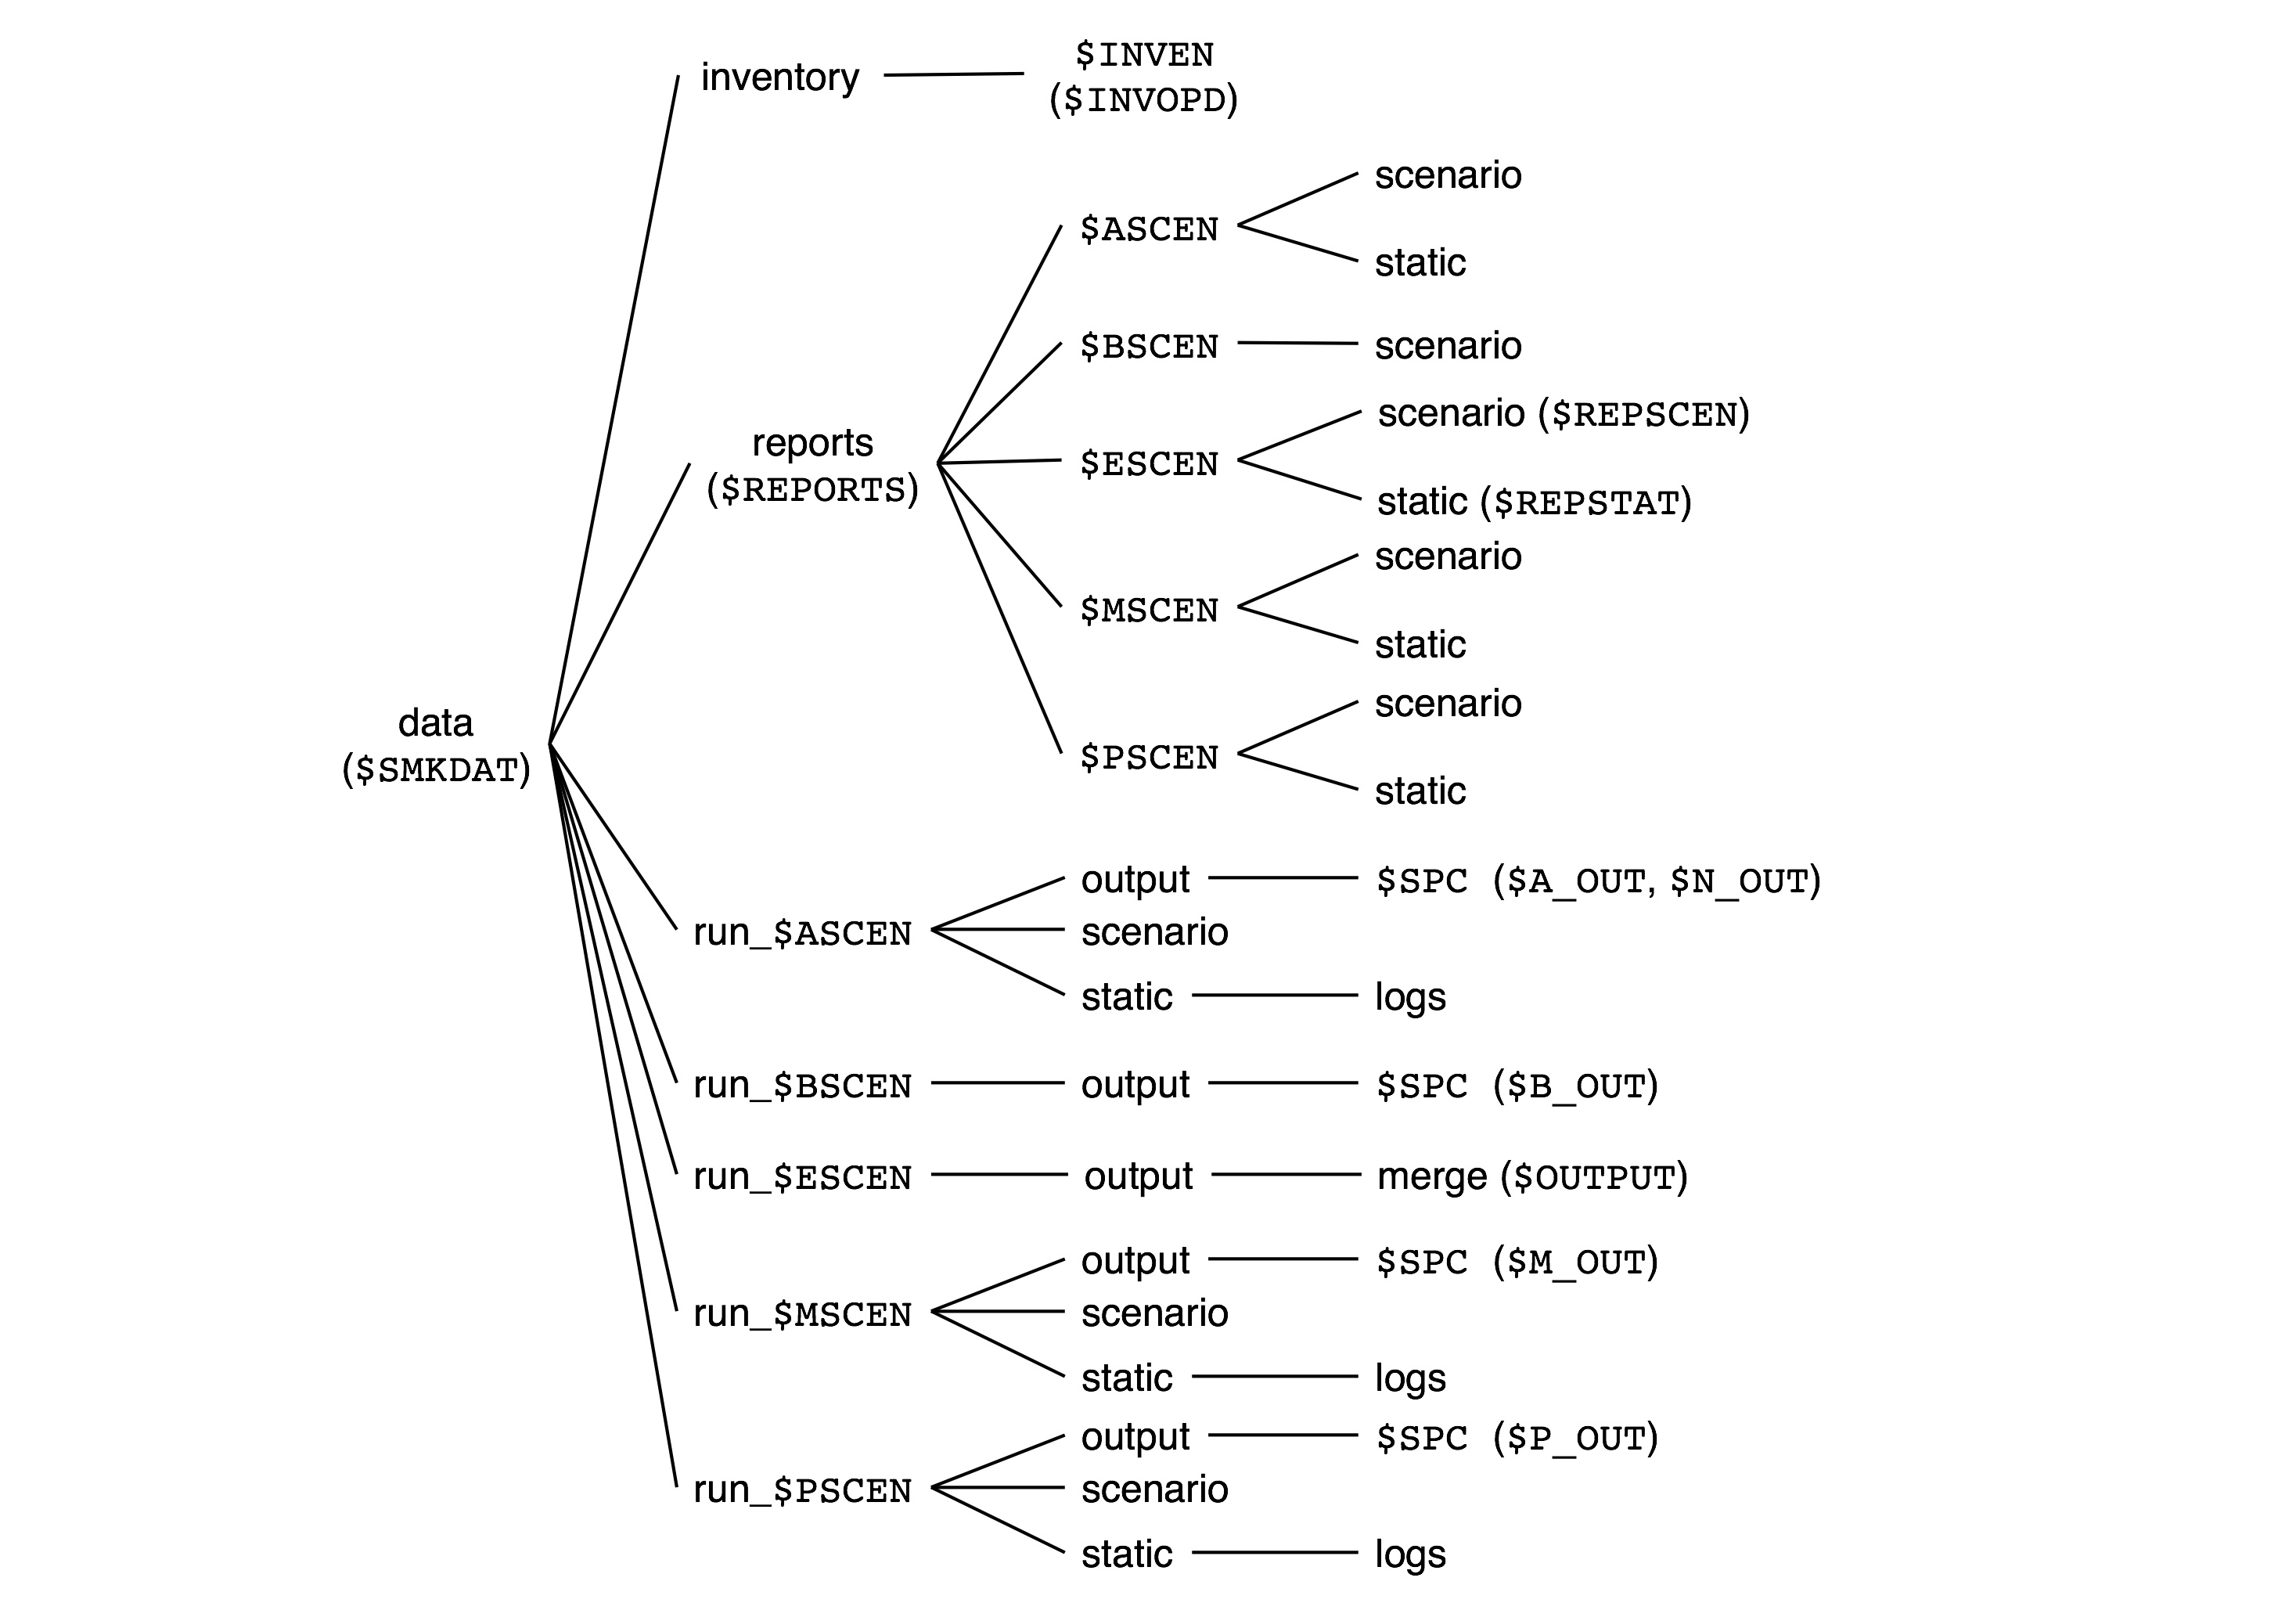 inventory
$INVEN
($INVOPD)
scenario
$ASCEN
static
$BSCEN
scenario
reports
($REPORTS)
$ESCEN
scenario ($REPSCEN)
static ($REPSTAT)
scenario
$MSCEN
static
scenario
$PSCEN
static
data
($SMKDAT)
output
$SPC ($A_OUT, $N_OUT)
run_$ASCEN
scenario
static
logs
run_$BSCEN
output
$SPC ($B_OUT)
run_$ESCEN
output
merge ($OUTPUT)
output
$SPC ($M_OUT)
run_$MSCEN
scenario
static
logs
output
$SPC ($P_OUT)
run_$PSCEN
scenario
static
logs